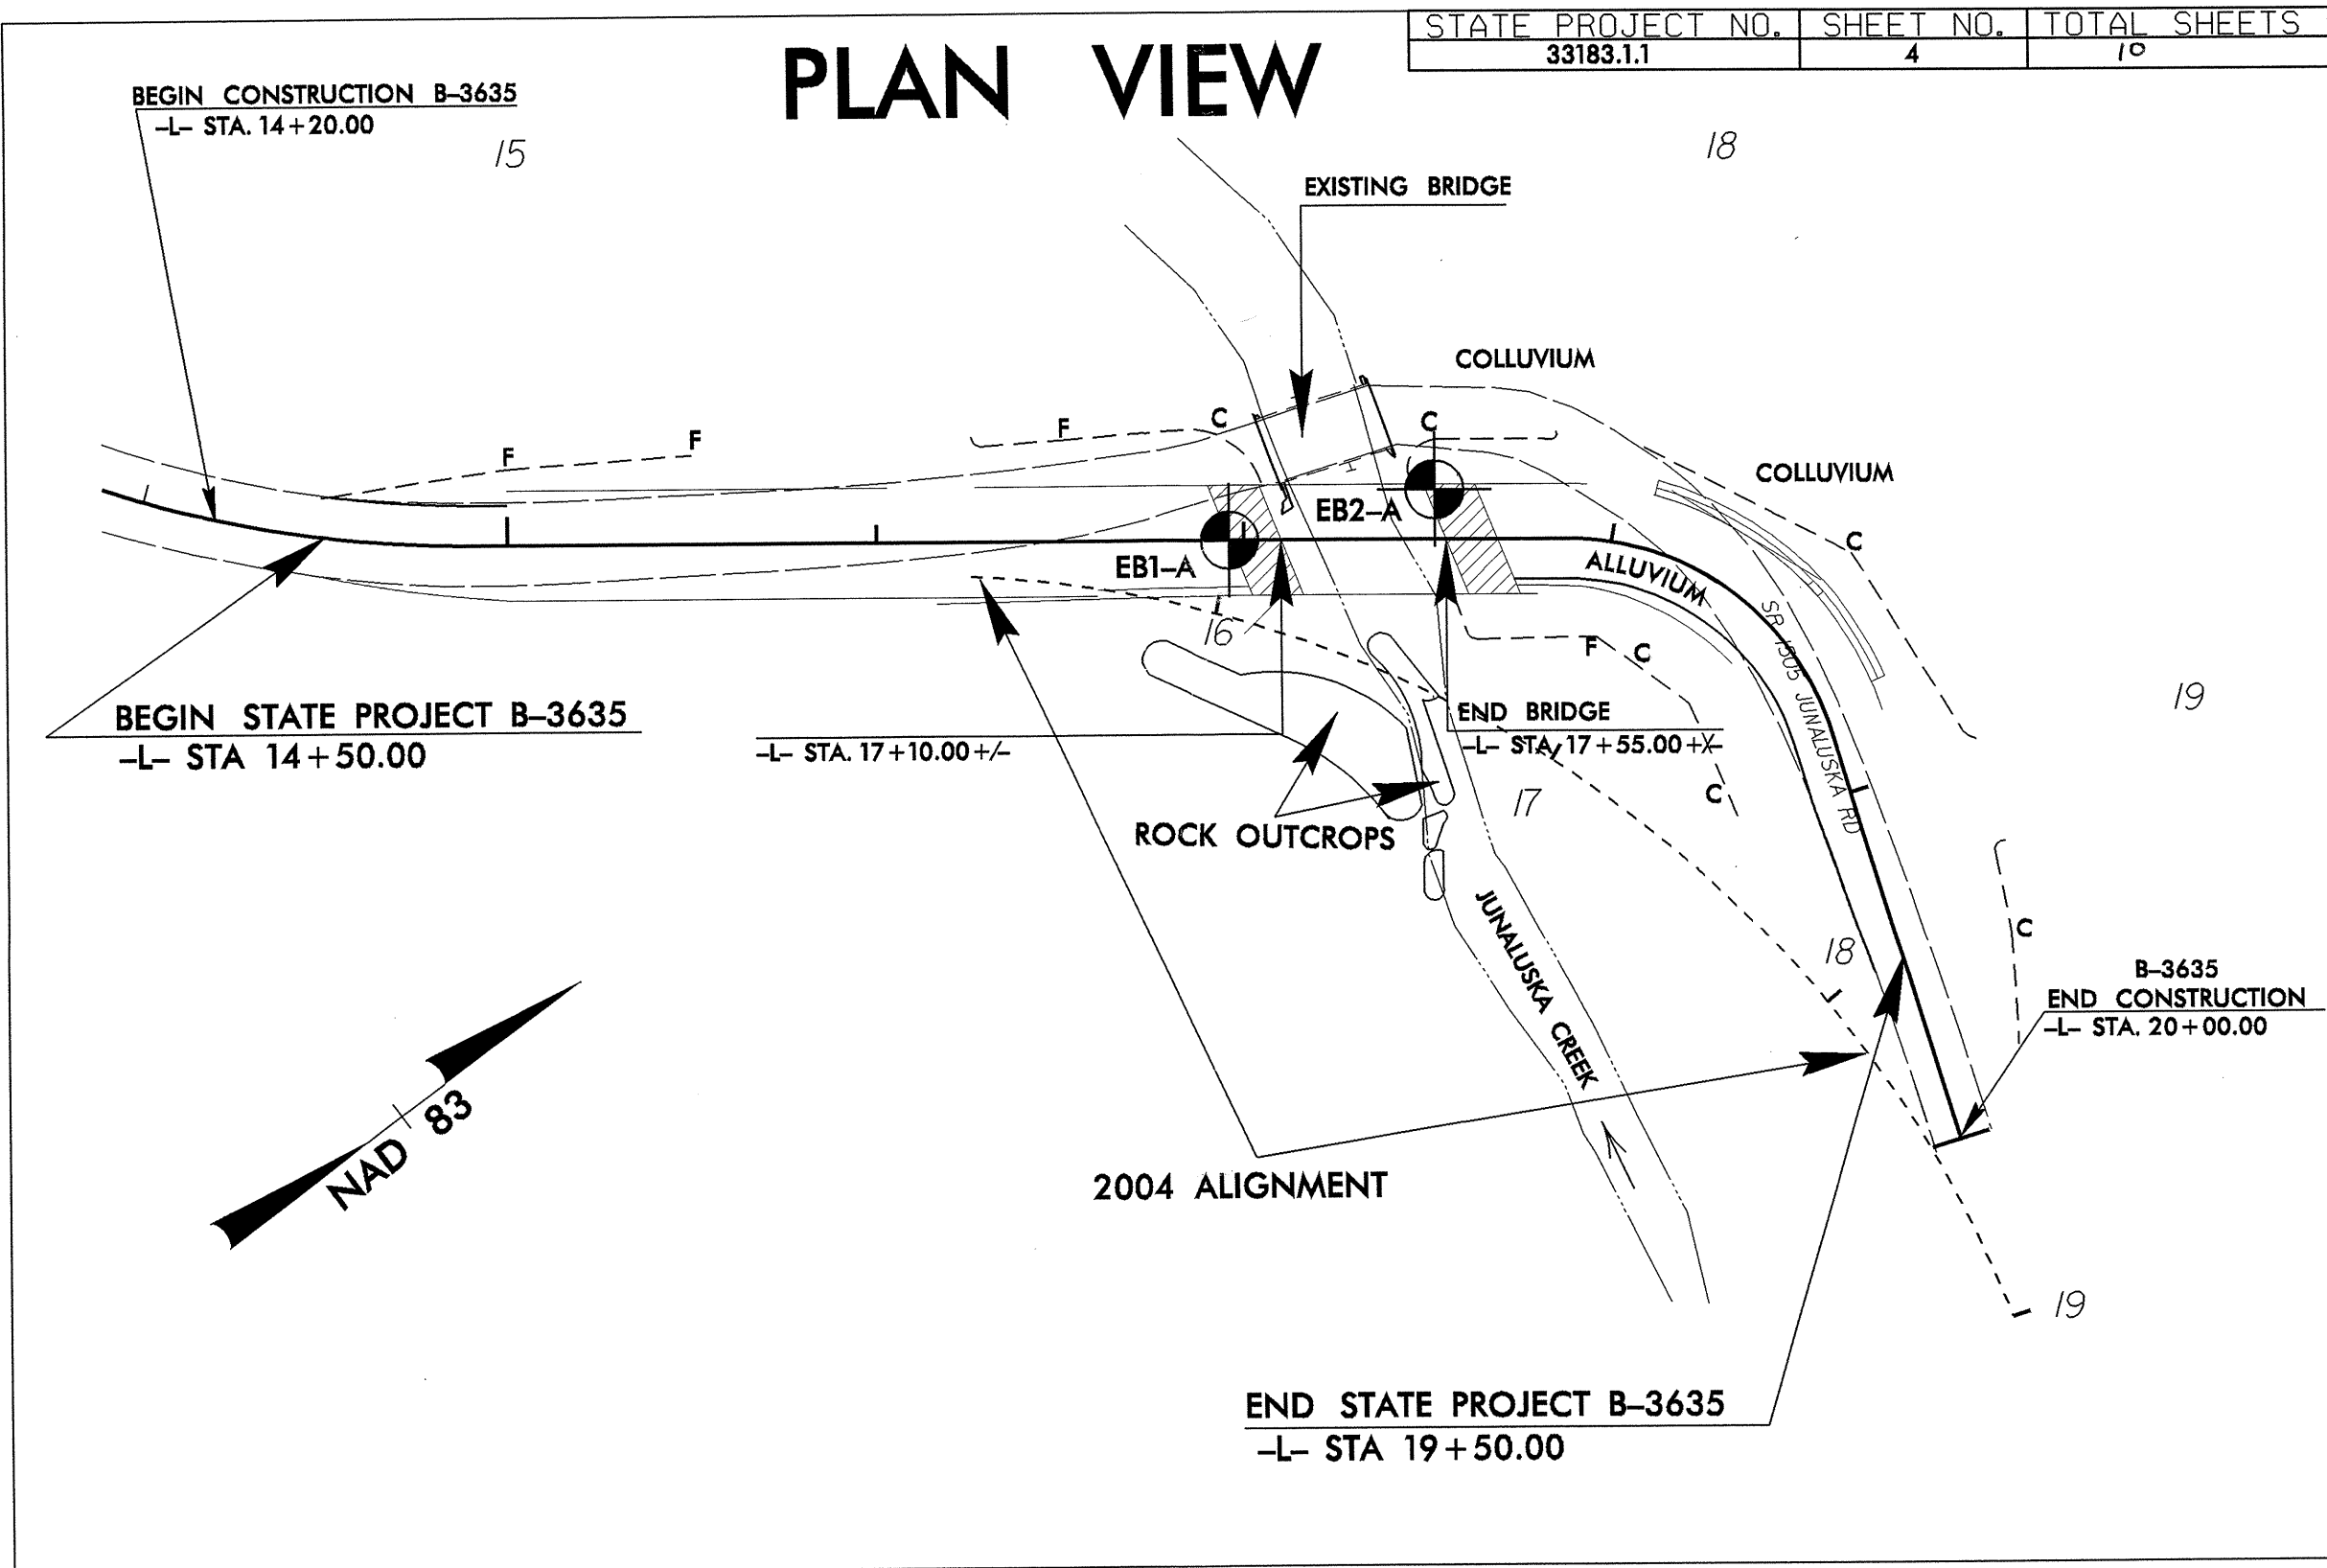 STATE PROJECT NO. SHEET NO. TOTAL SHEETS
33183.1.1 4 10
PLAN VIEW
BEGIN CONSTRUCTION B-3635
-L- STA. 14+20.00
15
18
EXISTING BRIDGE
COLLUVIUM
C
C
F
F
F
COLLUVIUM
EB2-A
C
EB1-A
ALLUVIUM
16
SR 1505 JUNALUSKA RD
F
C
19
BEGIN STATE PROJECT B-3635
-L- STA 14+50.00
END BRIDGE
-L- STA. 17+55.00 +/-
-L- STA. 17+10.00 +/-
C
17
ROCK OUTCROPS
JUNALUSKA CREEK
C
18
B-3635
END CONSTRUCTION
-L- STA. 20+00.00
NAD 83
2004 ALIGNMENT
19
END STATE PROJECT B-3635
-L- STA 19+50.00